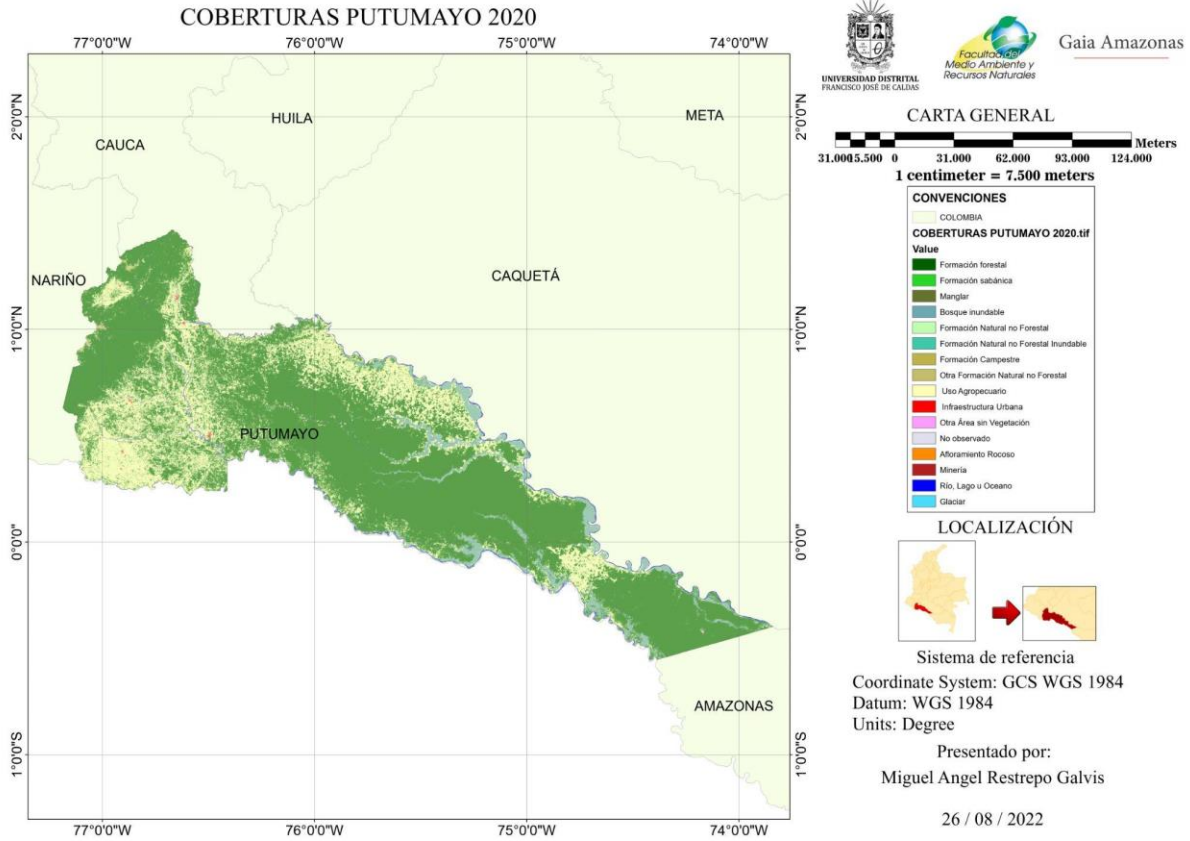 COBERTURAS PUTUMAYO 2020
77°0'0"W 76°0'0"W 75°0'0"W 74°0'0"W
2°0'0"N 2°0'0"N
HUILA
META
CAUCA
NARIÑO
CAQUETÁ
1°0'0"N 1°0'0"N
PUTUMAYO
0°0'0" 0°0'0"
AMAZONAS
1°0'0"S 1°0'0"S
77°0'0"W 76°0'0"W 75°0'0"W 74°0'0"W
UNIVERSIDAD DISTRITAL
FRANCISCO JOSÉ DE CALDAS
Facultad del
Medio Ambiente y
Recursos Naturales
Gaia Amazonas
CARTA GENERAL
Meters
31.00015.500 0 31.000 62.000 93.000 124.000
1 centimeter = 7.500 meters
CONVENCIONES
COLOMBIA
COBERTURAS PUTUMAYO 2020.tif
Value
Formación forestal
Formación sabánica
Manglar
Bosque inundable
Formación Natural no Forestal
Formación Natural no Forestal Inundable
Formación Campestre
Otra Formación Natural no Forestal
Uso Agropecuario
Infraestructura Urbana
Otra Área sin Vegetación
No observado
Afloramiento Rocoso
Minería
Río, Lago u Oceano
Glaciar
LOCALIZACIÓN
Sistema de referencia
Coordinate System: GCS WGS 1984
Datum: WGS 1984
Units: Degree
Presentado por:
Miguel Angel Restrepo Galvis
26 / 08 / 2022